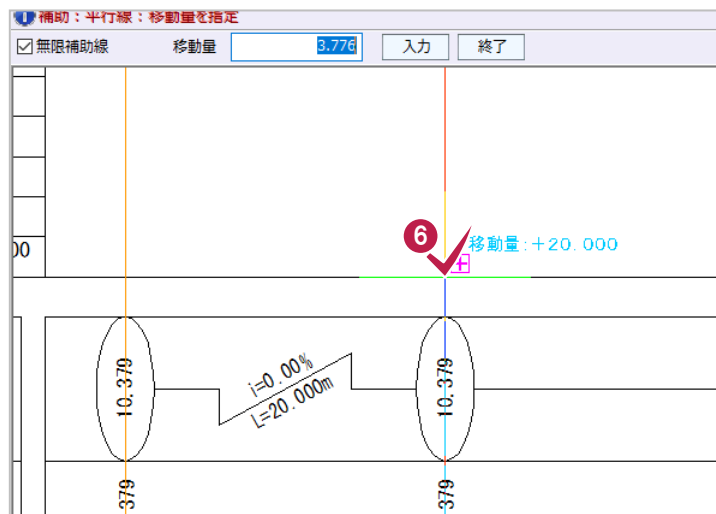 補助：平行線：移動量を指定
無限補助線 移動量 3.776 入力 終了
6
移動量:＋20.000
00
10.379
i=0.00%
L=20.000m
10.379
379
379